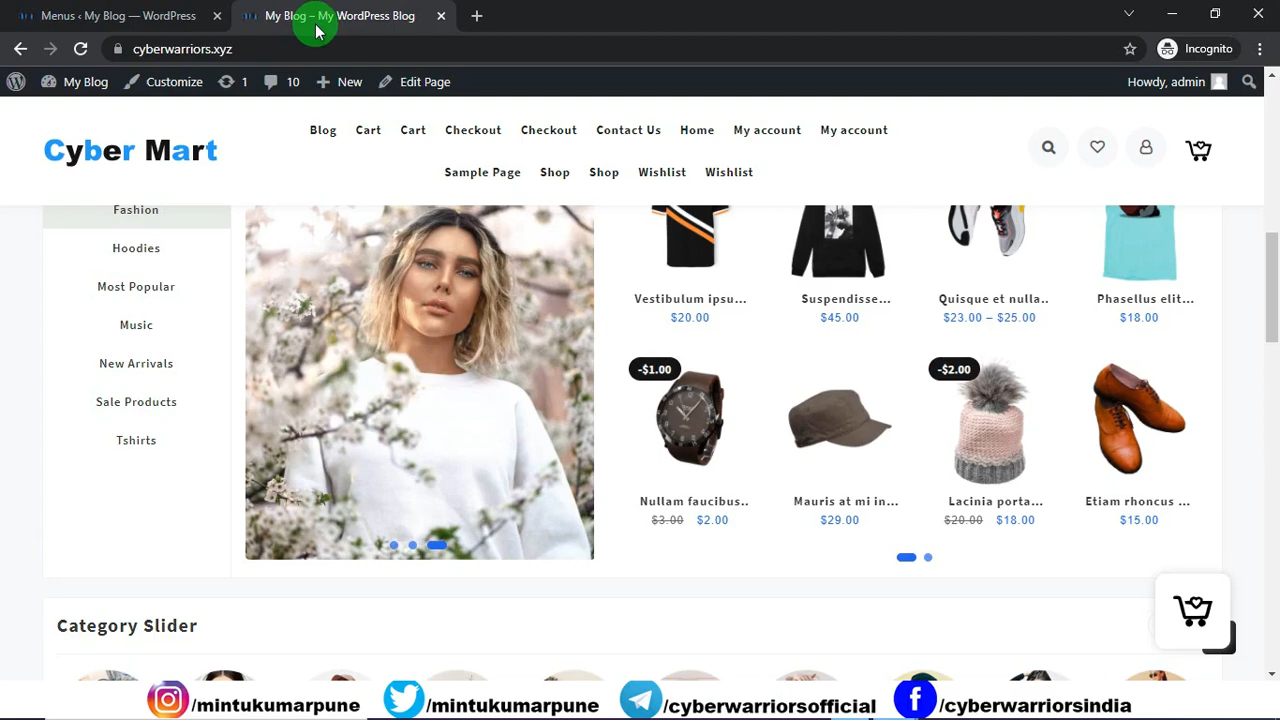 Menus ‹ My Blog — WordPress
My Blog – My WordPress Blog
cyberwarriors.xyz
Incognito
My Blog
Customize
1
10
New
Edit Page
Howdy, admin
Cyber Mart
Blog Cart Cart Checkout Checkout Contact Us Home My account My account
Sample Page Shop Shop Wishlist Wishlist
Fashion
Hoodies
Most Popular
Music
New Arrivals
Sale Products
Tshirts
Vestibulum ipsu... Suspendisse... Quisque et nulla.. Phasellus elit...
$20.00 $45.00 $23.00 – $25.00 $18.00
-$1.00 -$2.00
Nullam faucibus.. Mauris at mi in... Lacinia porta... Etiam rhoncus ...
$3.00 $2.00 $29.00 $20.00 $18.00 $15.00
Category Slider
/mintukumarpune /mintukumarpune /cyberwarriorsofficial /cyberwarriorsindia